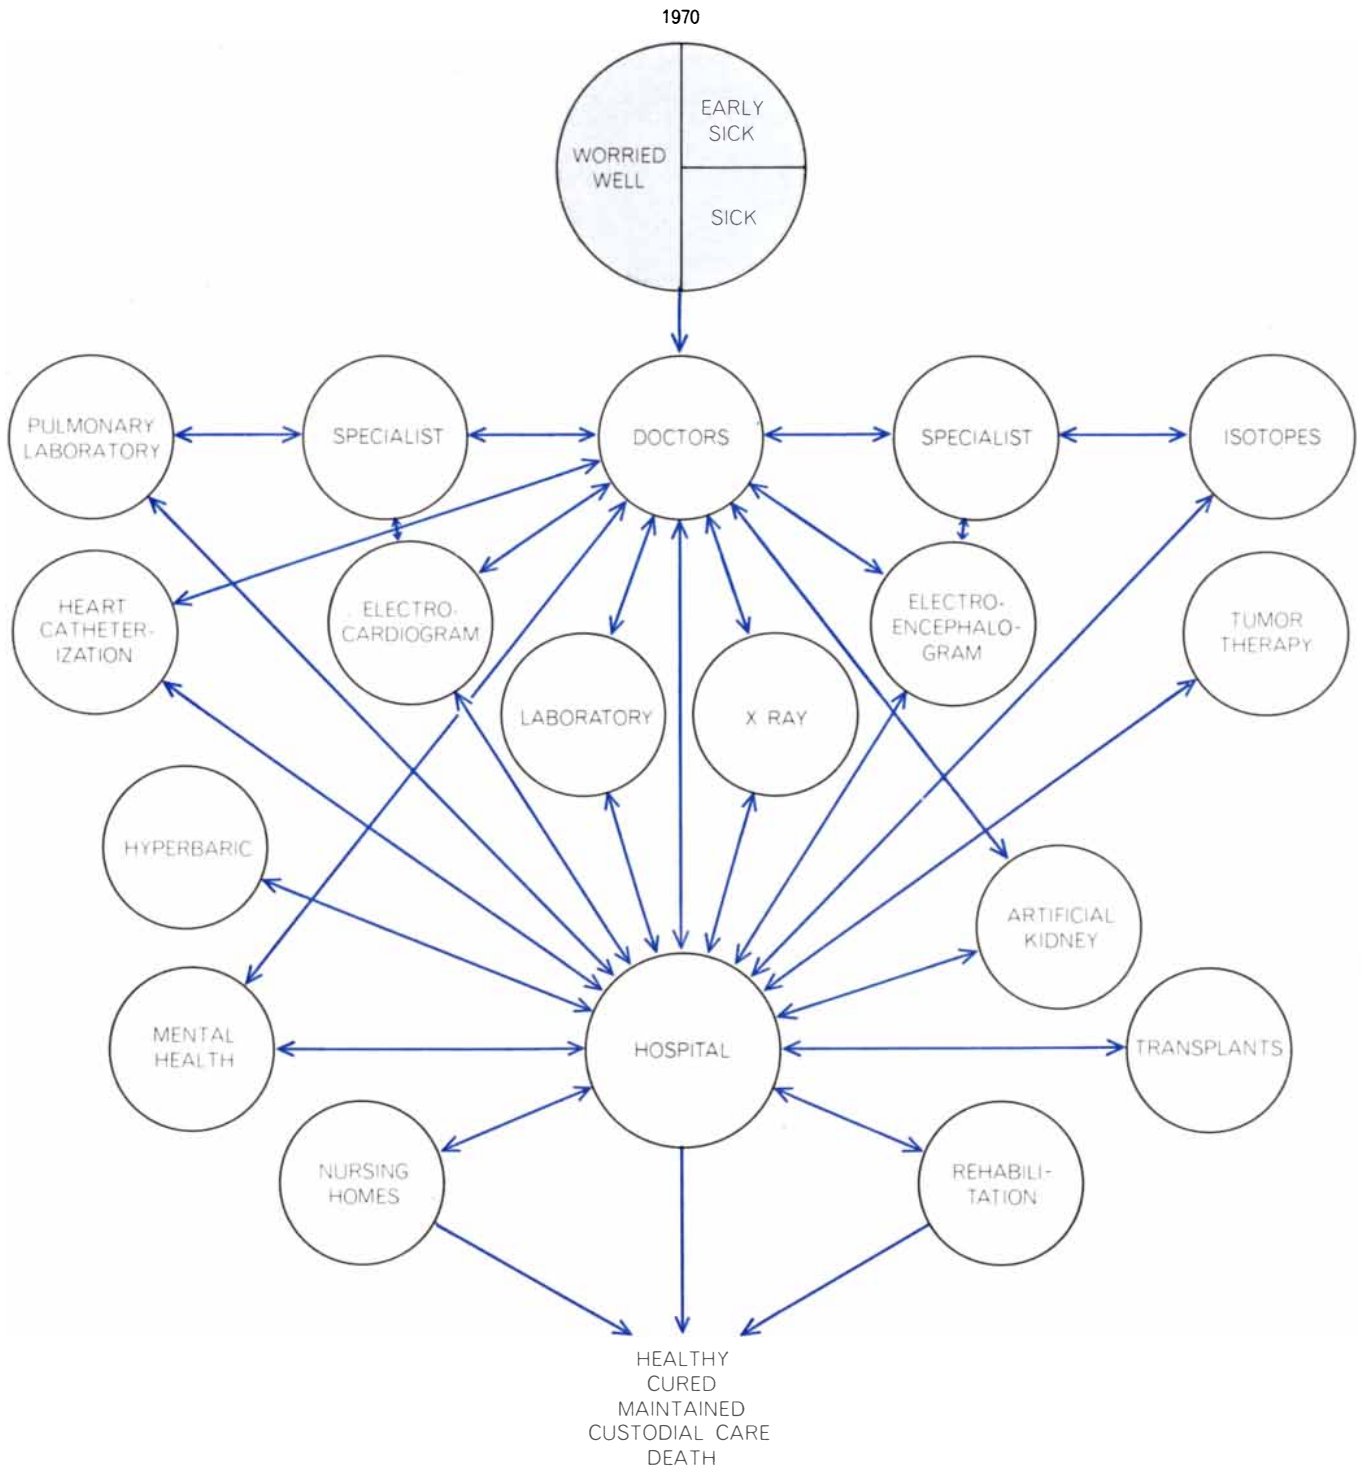 1970
EARLY
SICK
WORRIED
WELL
SICK
PULMONARY
LABORATORY
SPECIALIST
DOCTORS
SPECIALIST
ISOTOPES
HEART
CATHETER-
IZATION
ELECTRO-
CARDIOGRAM
ELECTRO-
ENCEPHALO-
GRAM
TUMOR
THERAPY
LABORATORY
X RAY
HYPERBARIC
ARTIFICIAL
KIDNEY
MENTAL
HEALTH
HOSPITAL
TRANSPLANTS
NURSING
HOMES
REHABILI-
TATION
HEALTHY
CURED
MAINTAINED
CUSTODIAL CARE
DEATH